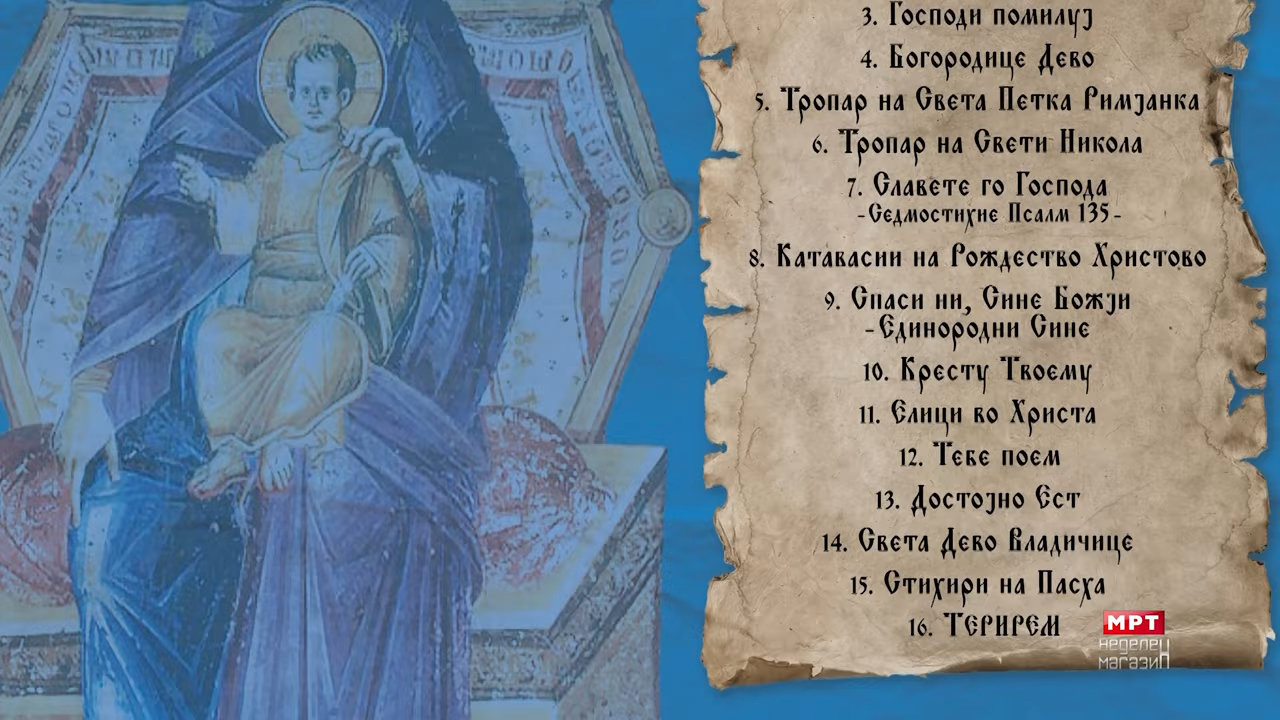 3. Господи помилуј
4. Богородице Дево
5. Тропар на Света Петка Римјанка
6. Тропар на Свети Никола
7. Славете го Господа
-Седмостихие Псалм 135-
8. Катавасии на Рождество Христово
9. Спаси ни, Сине Божји
-Единородни Сине
10. Кресту Твоему
11. Елици во Христа
12. Тебе поем
13. Достојно Ест
14. Света Дево Владичице
15. Стихири на Пасха
16. ТЕРИРЕМ
МРТ
неделен
магазин